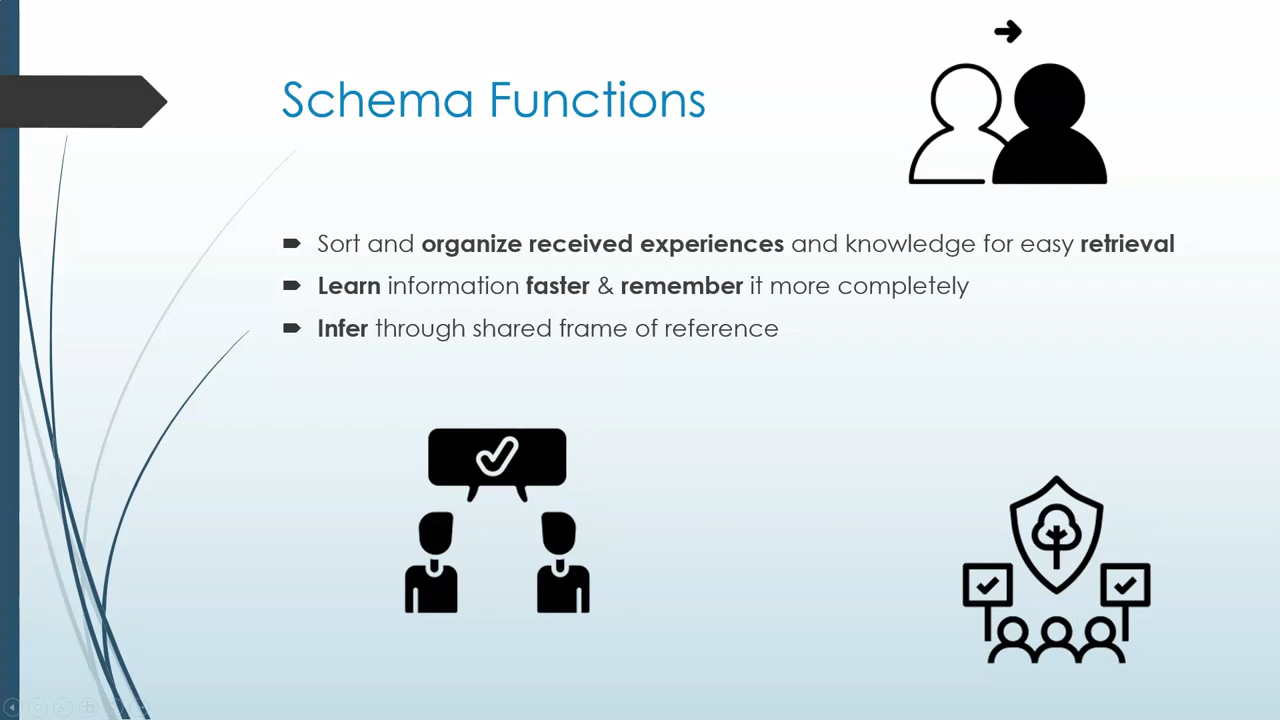 Schema Functions
Sort and organize received experiences and knowledge for easy retrieval
Learn information faster & remember it more completely
Infer through shared frame of reference